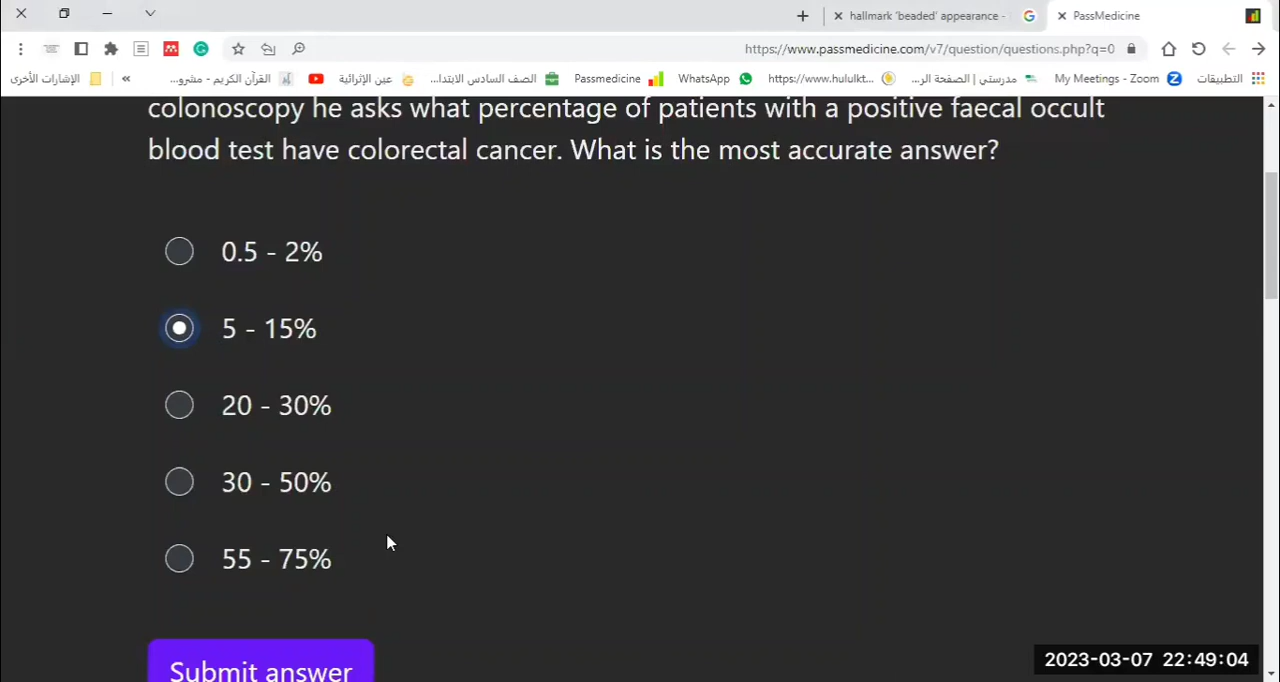 hallmark 'beaded' appearance -
PassMedicine
https://www.passmedicine.com/v7/question/questions.php?q=0
الإشارات الأخرى
»
القرآن الكريم - مشرو...
عين الإثرائية
الصف السادس الابتدا...
Passmedicine
WhatsApp
https://www.hululkt...
مدرستي | الصفحة الر...
My Meetings - Zoom
التطبيقات
colonoscopy he asks what percentage of patients with a positive faecal occult
blood test have colorectal cancer. What is the most accurate answer?
0.5 - 2%
5 - 15%
20 - 30%
30 - 50%
55 - 75%
Submit answer
2023-03-07 22:49:04